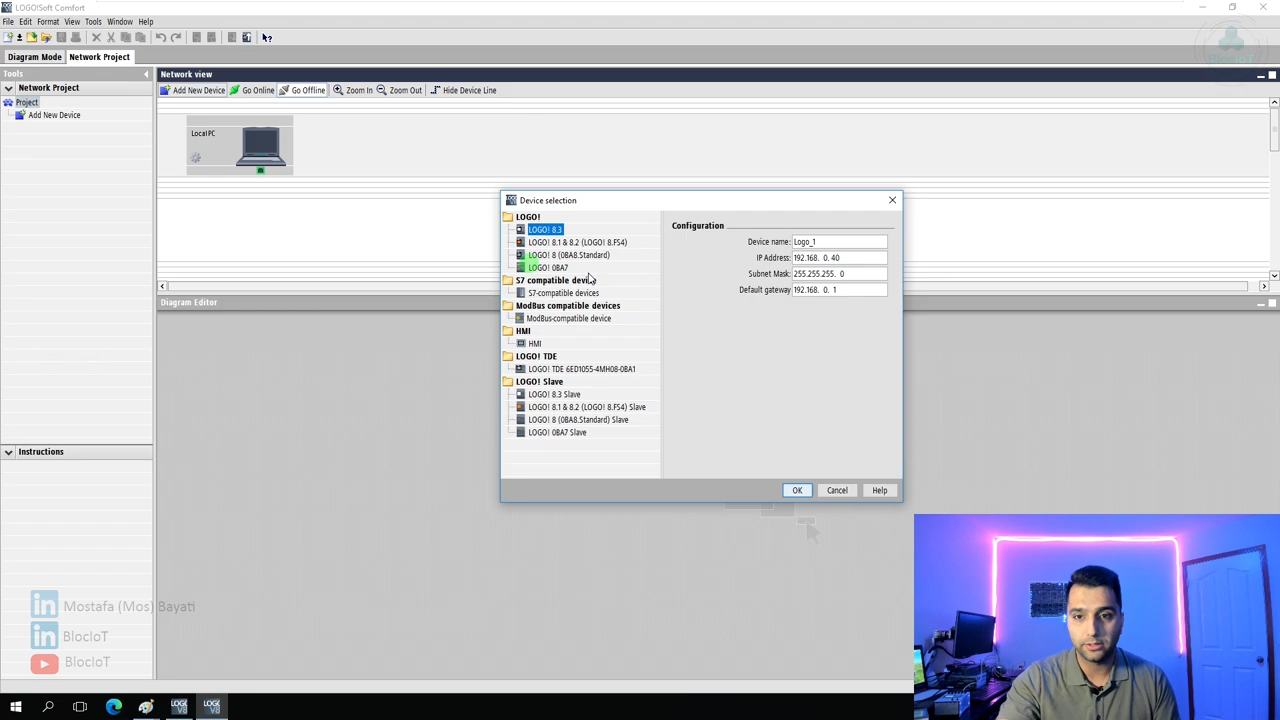 LOGO!Soft Comfort
File Edit Format View Tools Window Help
Diagram Mode Network Project
Tools
Network Project
Project
Add New Device
Instructions
Network view
Add New Device Go Online Go Offline Zoom In Zoom Out Hide Device Line
Local PC
Diagram Editor
Device selection
LOGO!
LOGO! 8.3
LOGO! 8.1 & 8.2 (LOGO! 8.FS4)
LOGO! 8 (0BA8.Standard)
LOGO! 0BA7
S7 compatible devices
S7-compatible devices
ModBus compatible devices
ModBus-compatible device
HMI
HMI
LOGO! TDE
LOGO! TDE 6ED1055-4MH08-0BA1
LOGO! Slave
LOGO! 8.3 Slave
LOGO! 8.1 & 8.2 (LOGO! 8.FS4) Slave
LOGO! 8 (0BA8.Standard) Slave
LOGO! 0BA7 Slave
Configuration
Device name: Logo_1
IP Address: 192.168. 0. 40
Subnet Mask: 255.255.255. 0
Default gateway 192.168. 0. 1
OK Cancel Help
BlocIoT
in Mostafa (Mos) Bayati
in BlocIoT
BlocIoT